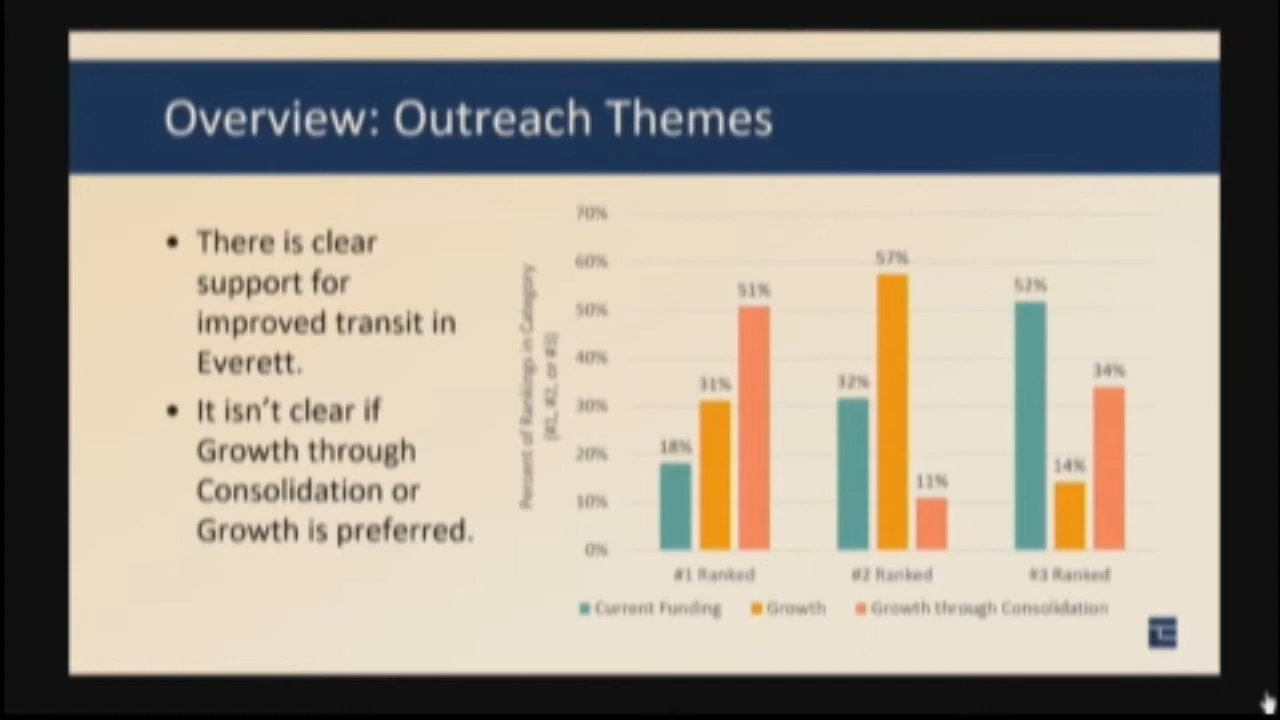 Overview: Outreach Themes
• There is clear
support for
improved transit in
Everett.
• It isn't clear if
Growth through
Consolidation or
Growth is preferred.
Percent of Rankings in Category
(#1, #2, or #3)
70%
60%
50%
40%
30%
20%
10%
0%
18%
31%
51%
32%
57%
11%
52%
14%
34%
#1 Ranked
#2 Ranked
#3 Ranked
Current Funding
Growth
Growth through Consolidation